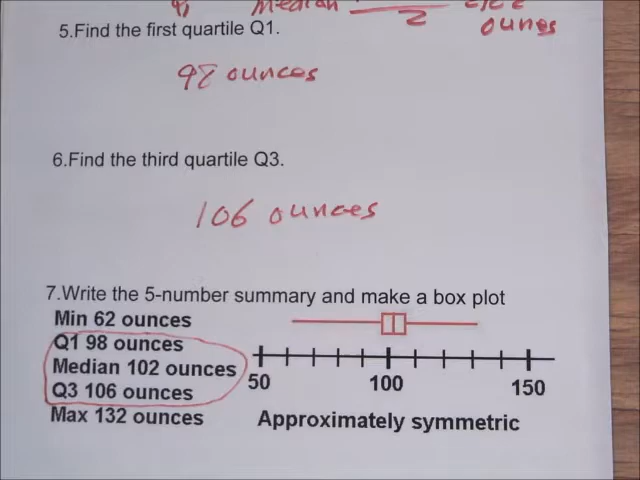 Median
2
5.Find the first quartile Q1.
ounces
98 ounces
6.Find the third quartile Q3.
106 ounces
7.Write the 5-number summary and make a box plot
Min 62 ounces
Q1 98 ounces
Median 102 ounces
Q3 106 ounces
Max 132 ounces
50 100 150
Approximately symmetric